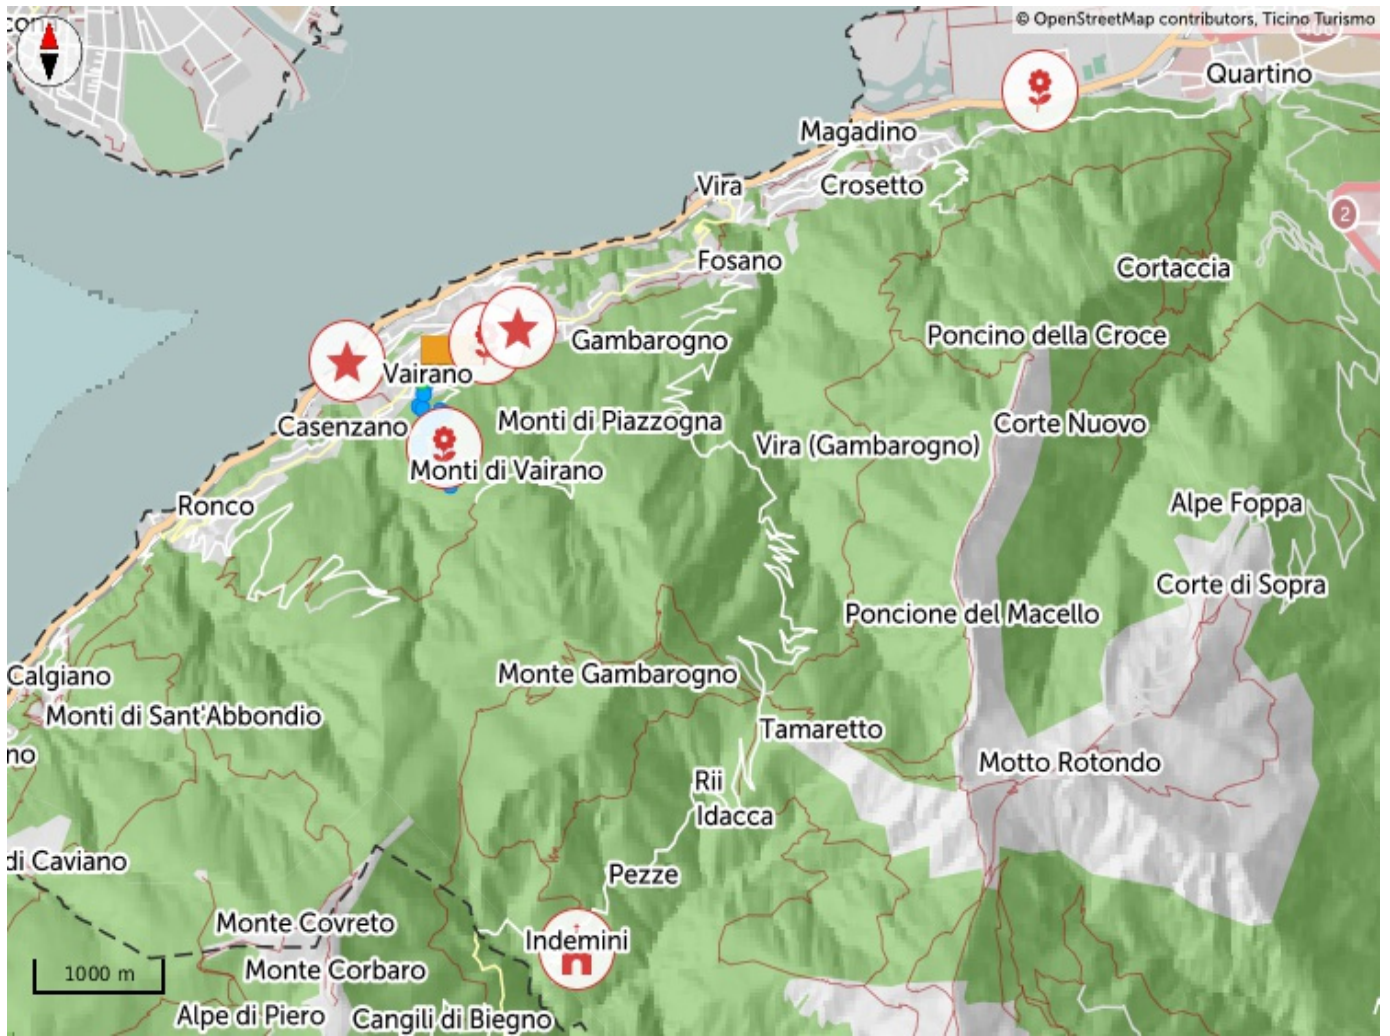 © OpenStreetMap contributors, Ticino Turismo
Quartino
Magadino
Vira
Crosetto
2
Fosano
Cortaccia
Poncino della Croce
Gambarogno
Vairano
Monti di Piazzogna
Corte Nuovo
Casenzano
Vira (Gambarogno)
Monti di Vairano
Ronco
Alpe Foppa
Corte di Sopra
Poncione del Macello
Calgiano
Monte Gambarogno
Monti di Sant'Abbondio
Tamaretto
no
Motto Rotondo
Rii
Idacca
di Caviano
Pezze
Monte Covreto
Indemini
Monte Corbaro
1000 m
Alpe di Piero
Cangili di Biegno